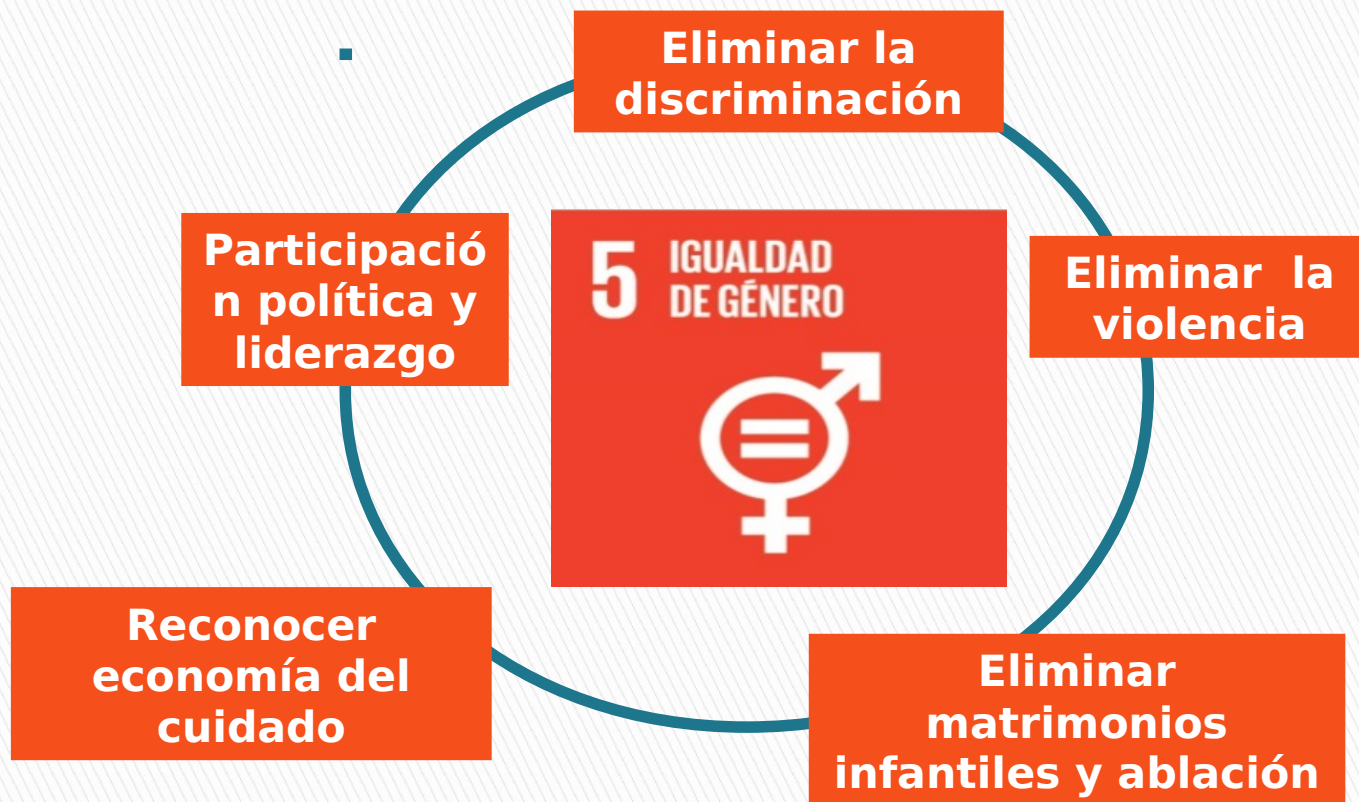 Eliminar la
discriminación
Participació
n política y
liderazgo
5 IGUALDAD
DE GÉNERO
Eliminar  la
violencia
Reconocer
economía del
cuidado
Eliminar
matrimonios
infantiles y ablación